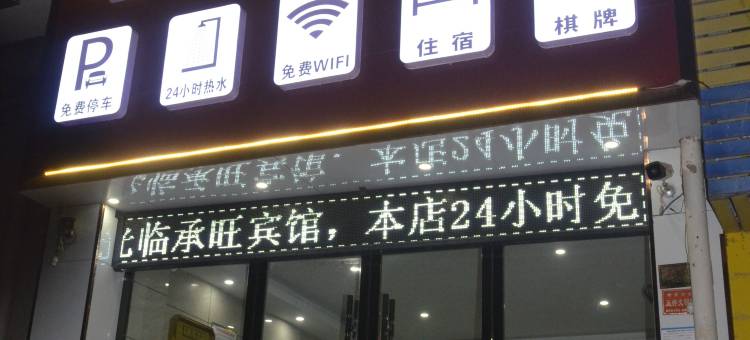 免费停车
24小时热水
免费WIFI
住宿
棋牌
临承旺宾馆，本店24小时免